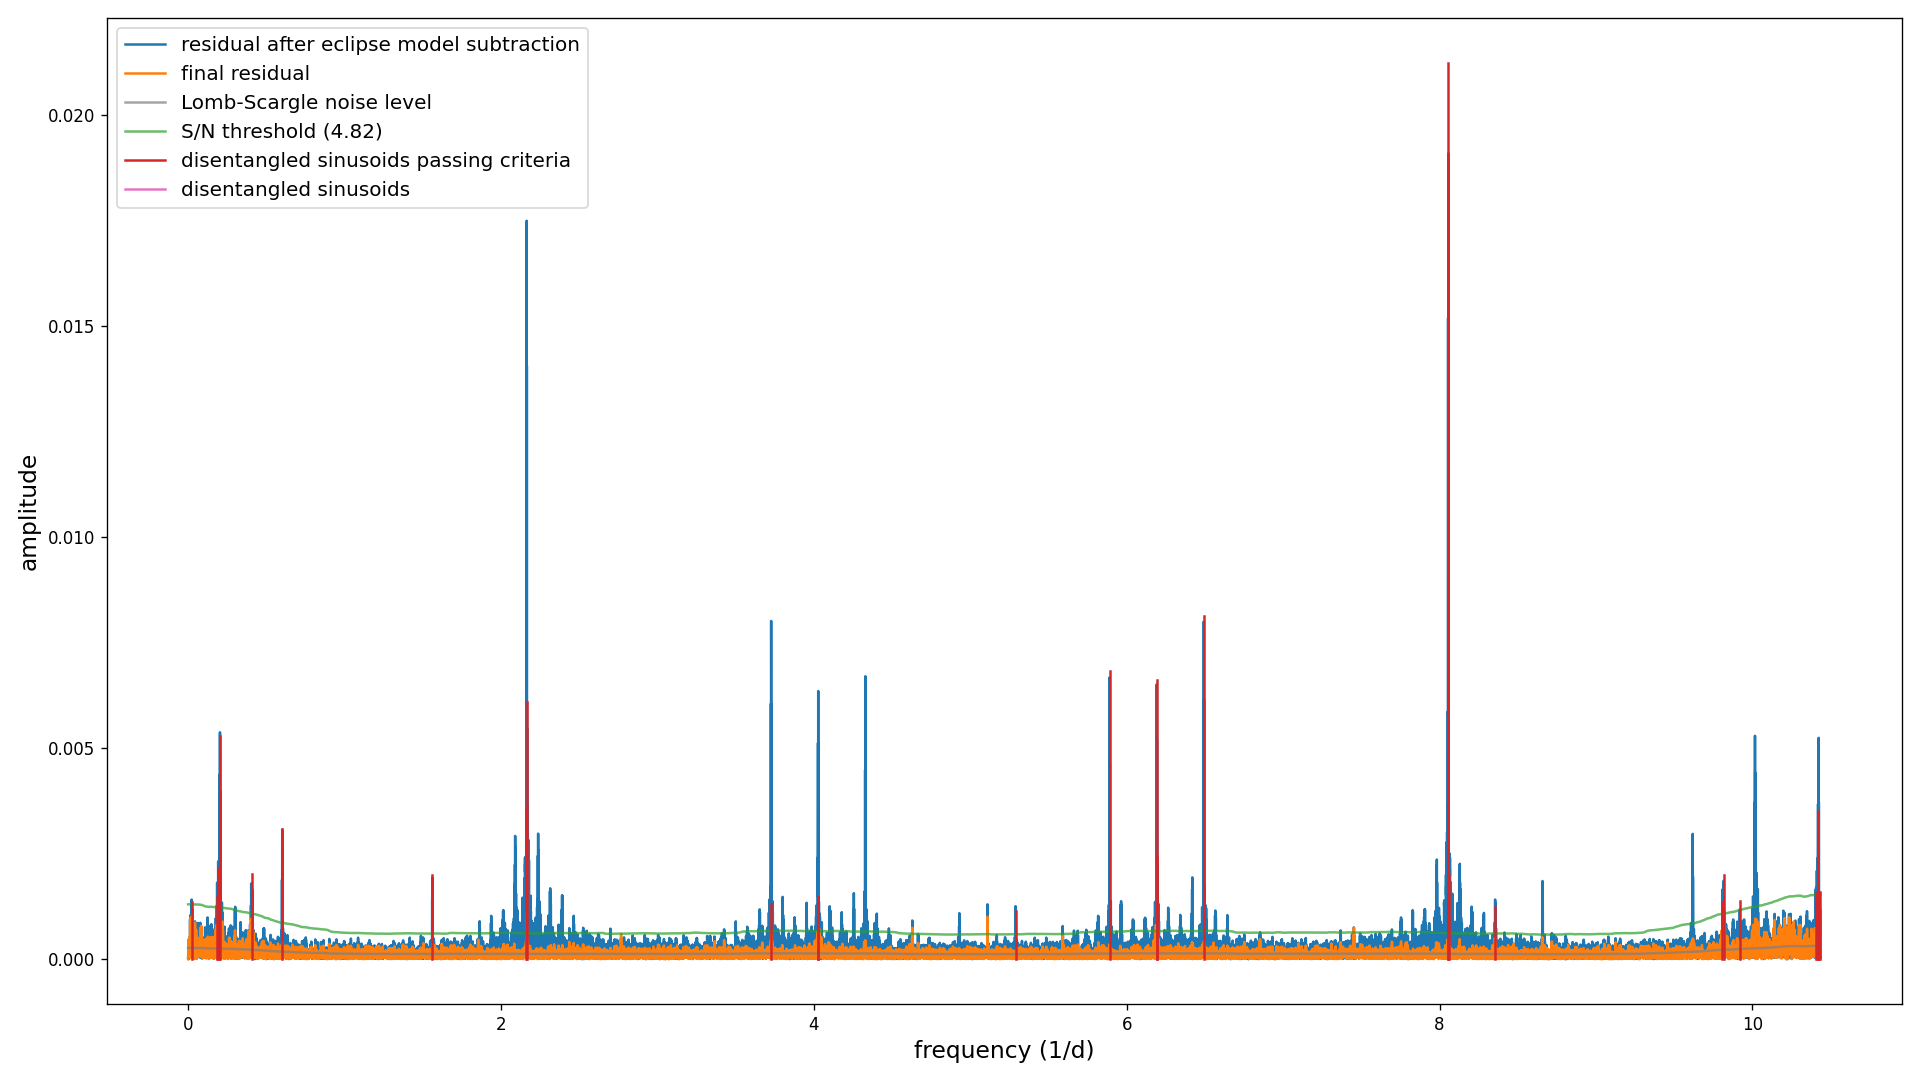 residual after eclipse model subtraction
final residual
Lomb-Scargle noise level
S/N threshold (4.82)
disentangled sinusoids passing criteria
disentangled sinusoids
0.020
0.015
0.010
0.005
0.000
amplitude
0 2 4 6 8 10
frequency (1/d)